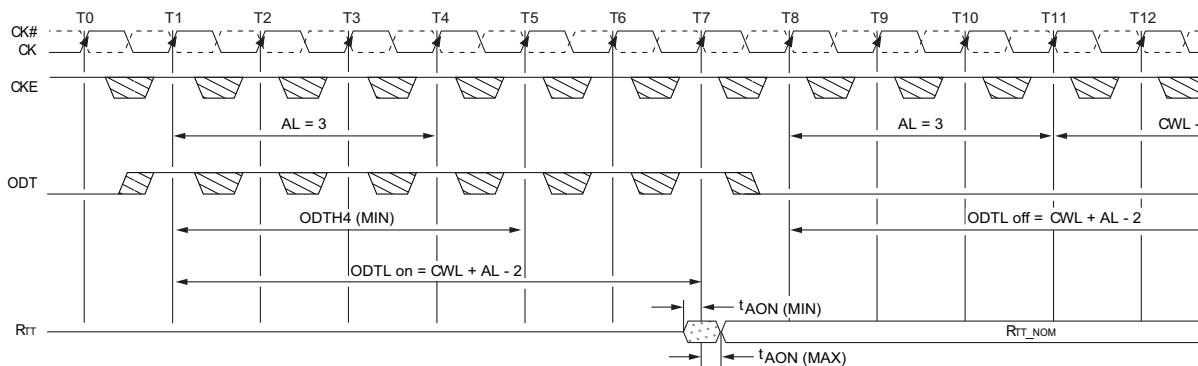 T0 T1 T2 T3 T4 T5 T6 T7 T8 T9 T10 T11 T12
CK#
CK
CKE
AL = 3 AL = 3 CWL -
ODT
ODTH4 (MIN) ODTL off = CWL + AL - 2
ODTL on = CWL + AL - 2
tAON (MIN)
RTT RTT_NOM
tAON (MAX)